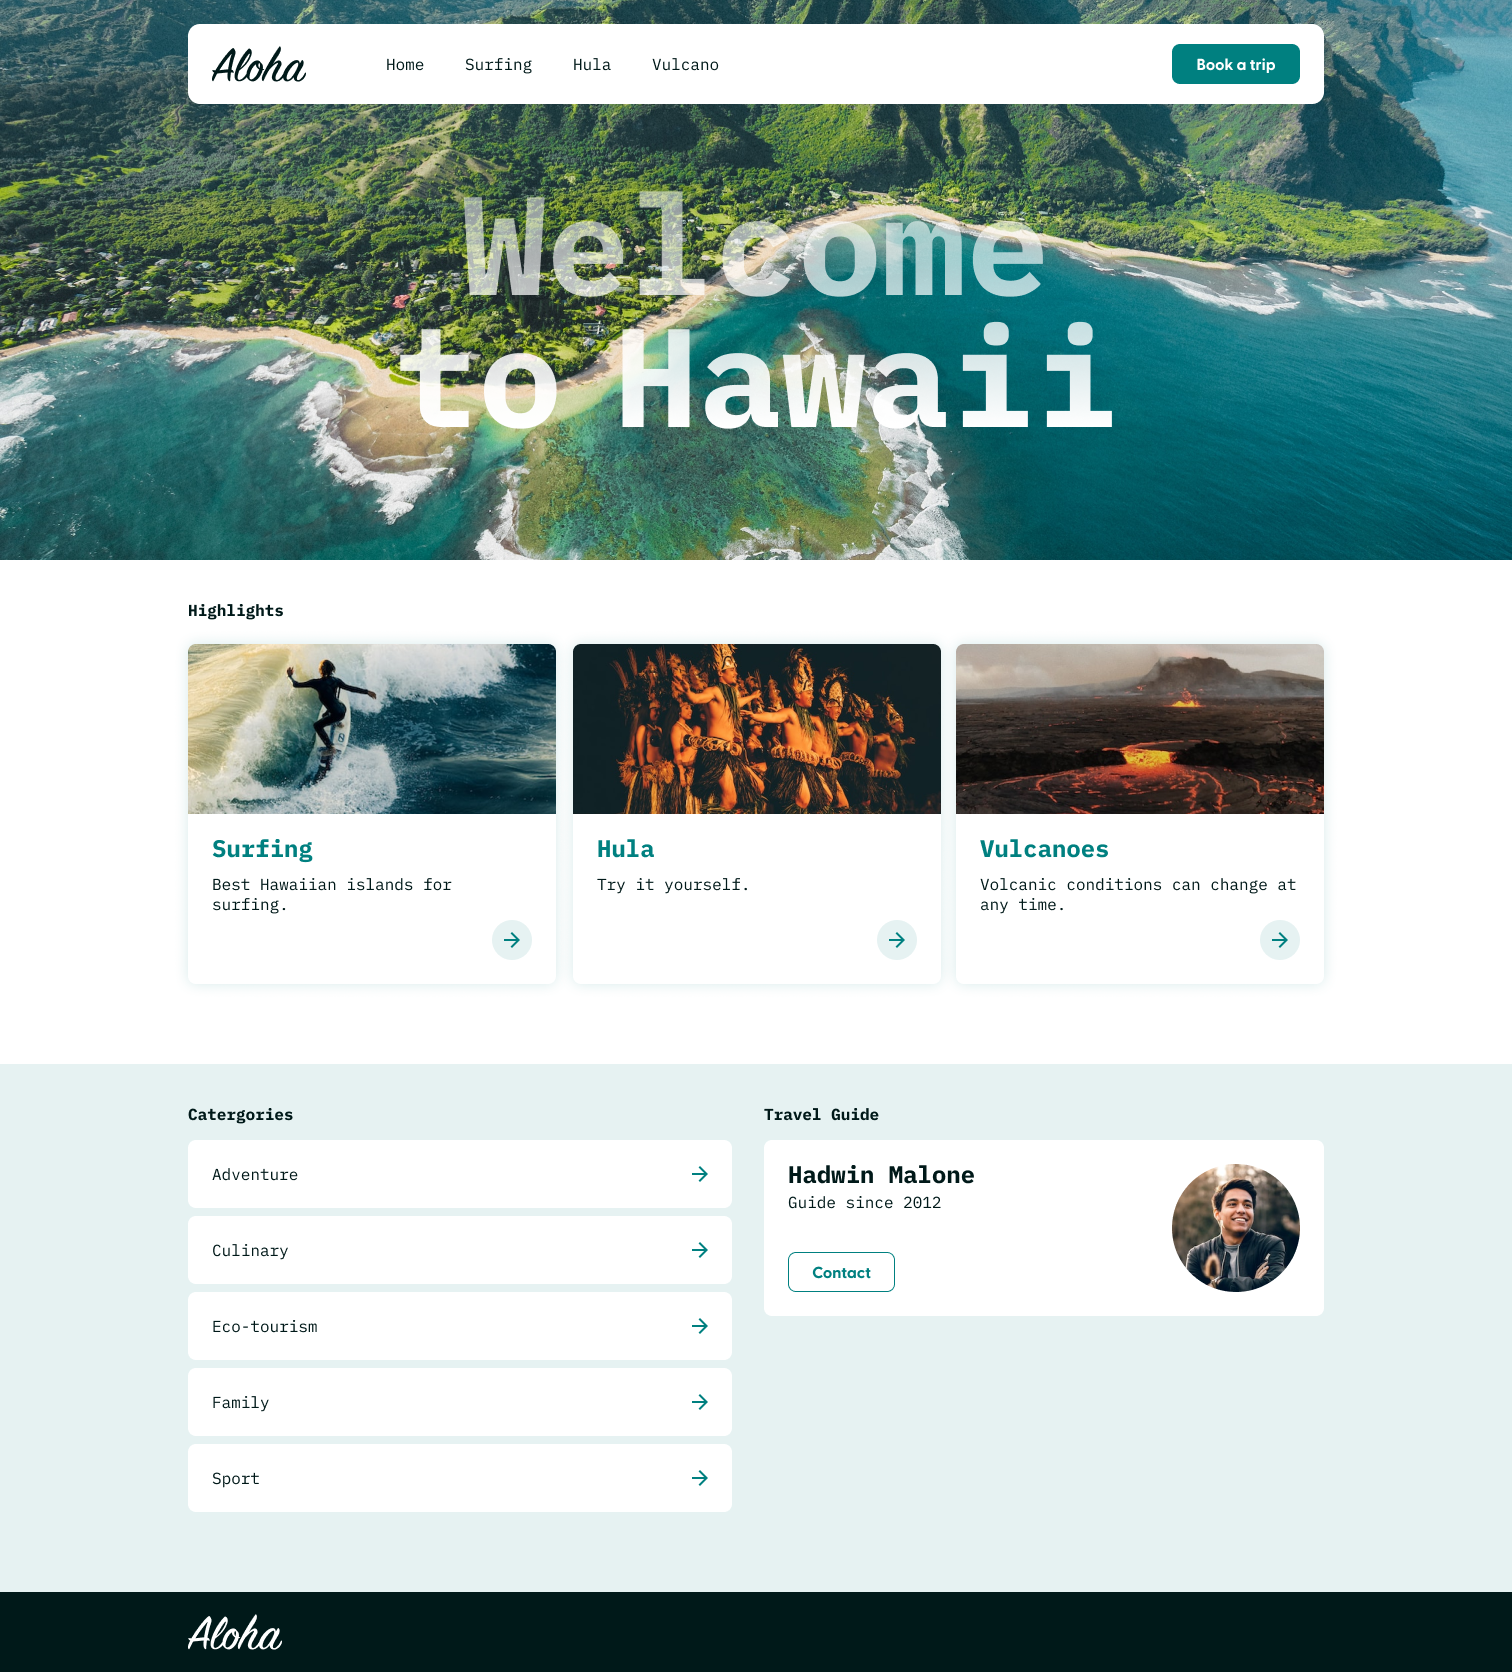 Aloha
Home
Surfing
Hula
Vulcano
Book a trip
Welcome
to Hawaii
Highlights
Surfing
Best Hawaiian islands for
surfing.
Hula
Try it yourself.
Vulcanoes
Volcanic conditions can change at
any time.
Catergories
Adventure
Culinary
Eco-tourism
Family
Sport
Travel Guide
Hadwin Malone
Guide since 2012
Contact
Aloha